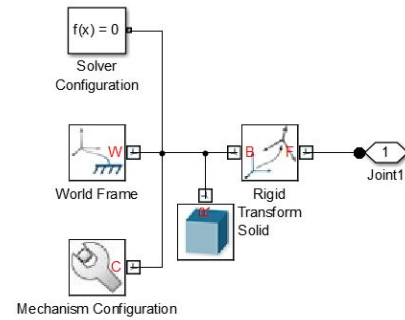 f(x) = 0
Solver
Configuration
W
World Frame
B F
Rigid
Transform
1
Joint1
R
Solid
C
Mechanism Configuration